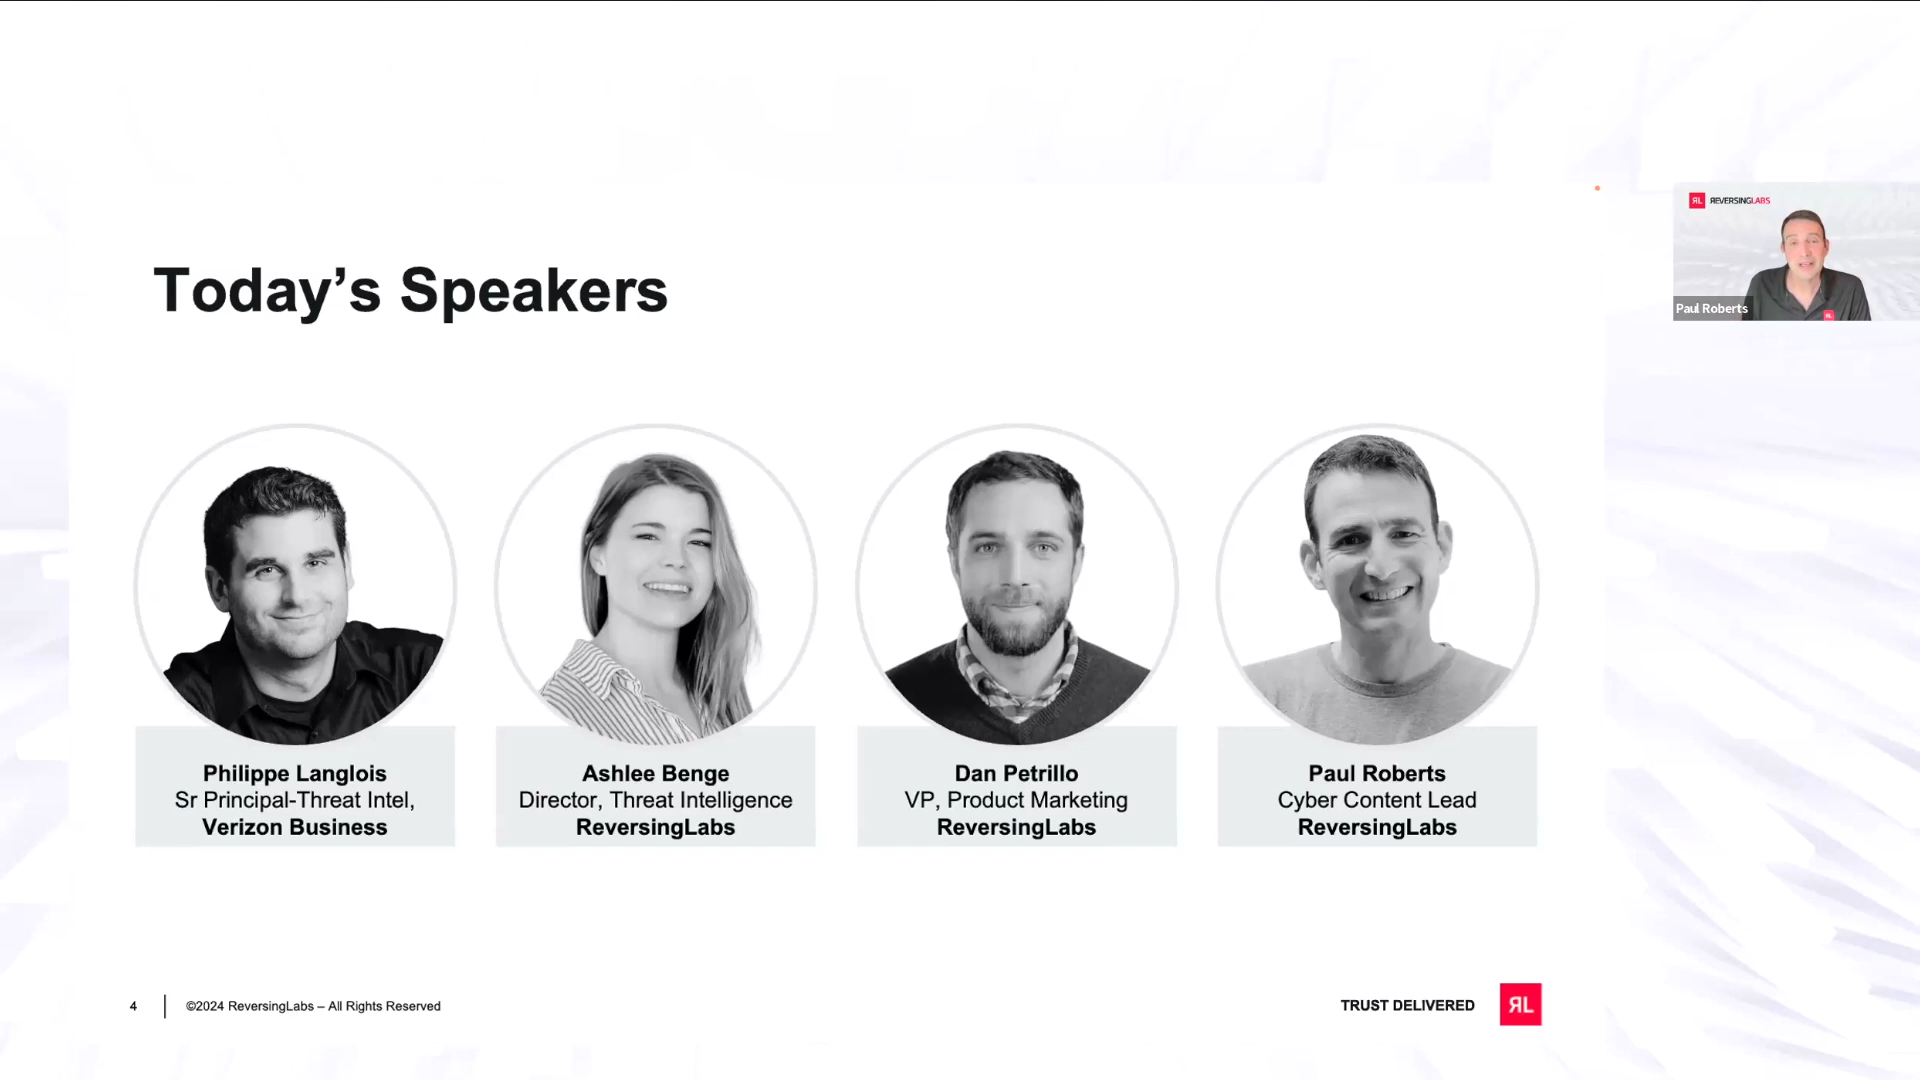 REVERSINGLABS
Paul Roberts
Today’s Speakers
Philippe Langlois
Sr Principal-Threat Intel,
Verizon Business
Ashlee Benge
Director, Threat Intelligence
ReversingLabs
Dan Petrillo
VP, Product Marketing
ReversingLabs
Paul Roberts
Cyber Content Lead
ReversingLabs
4
©2024 ReversingLabs – All Rights Reserved
TRUST DELIVERED
RL